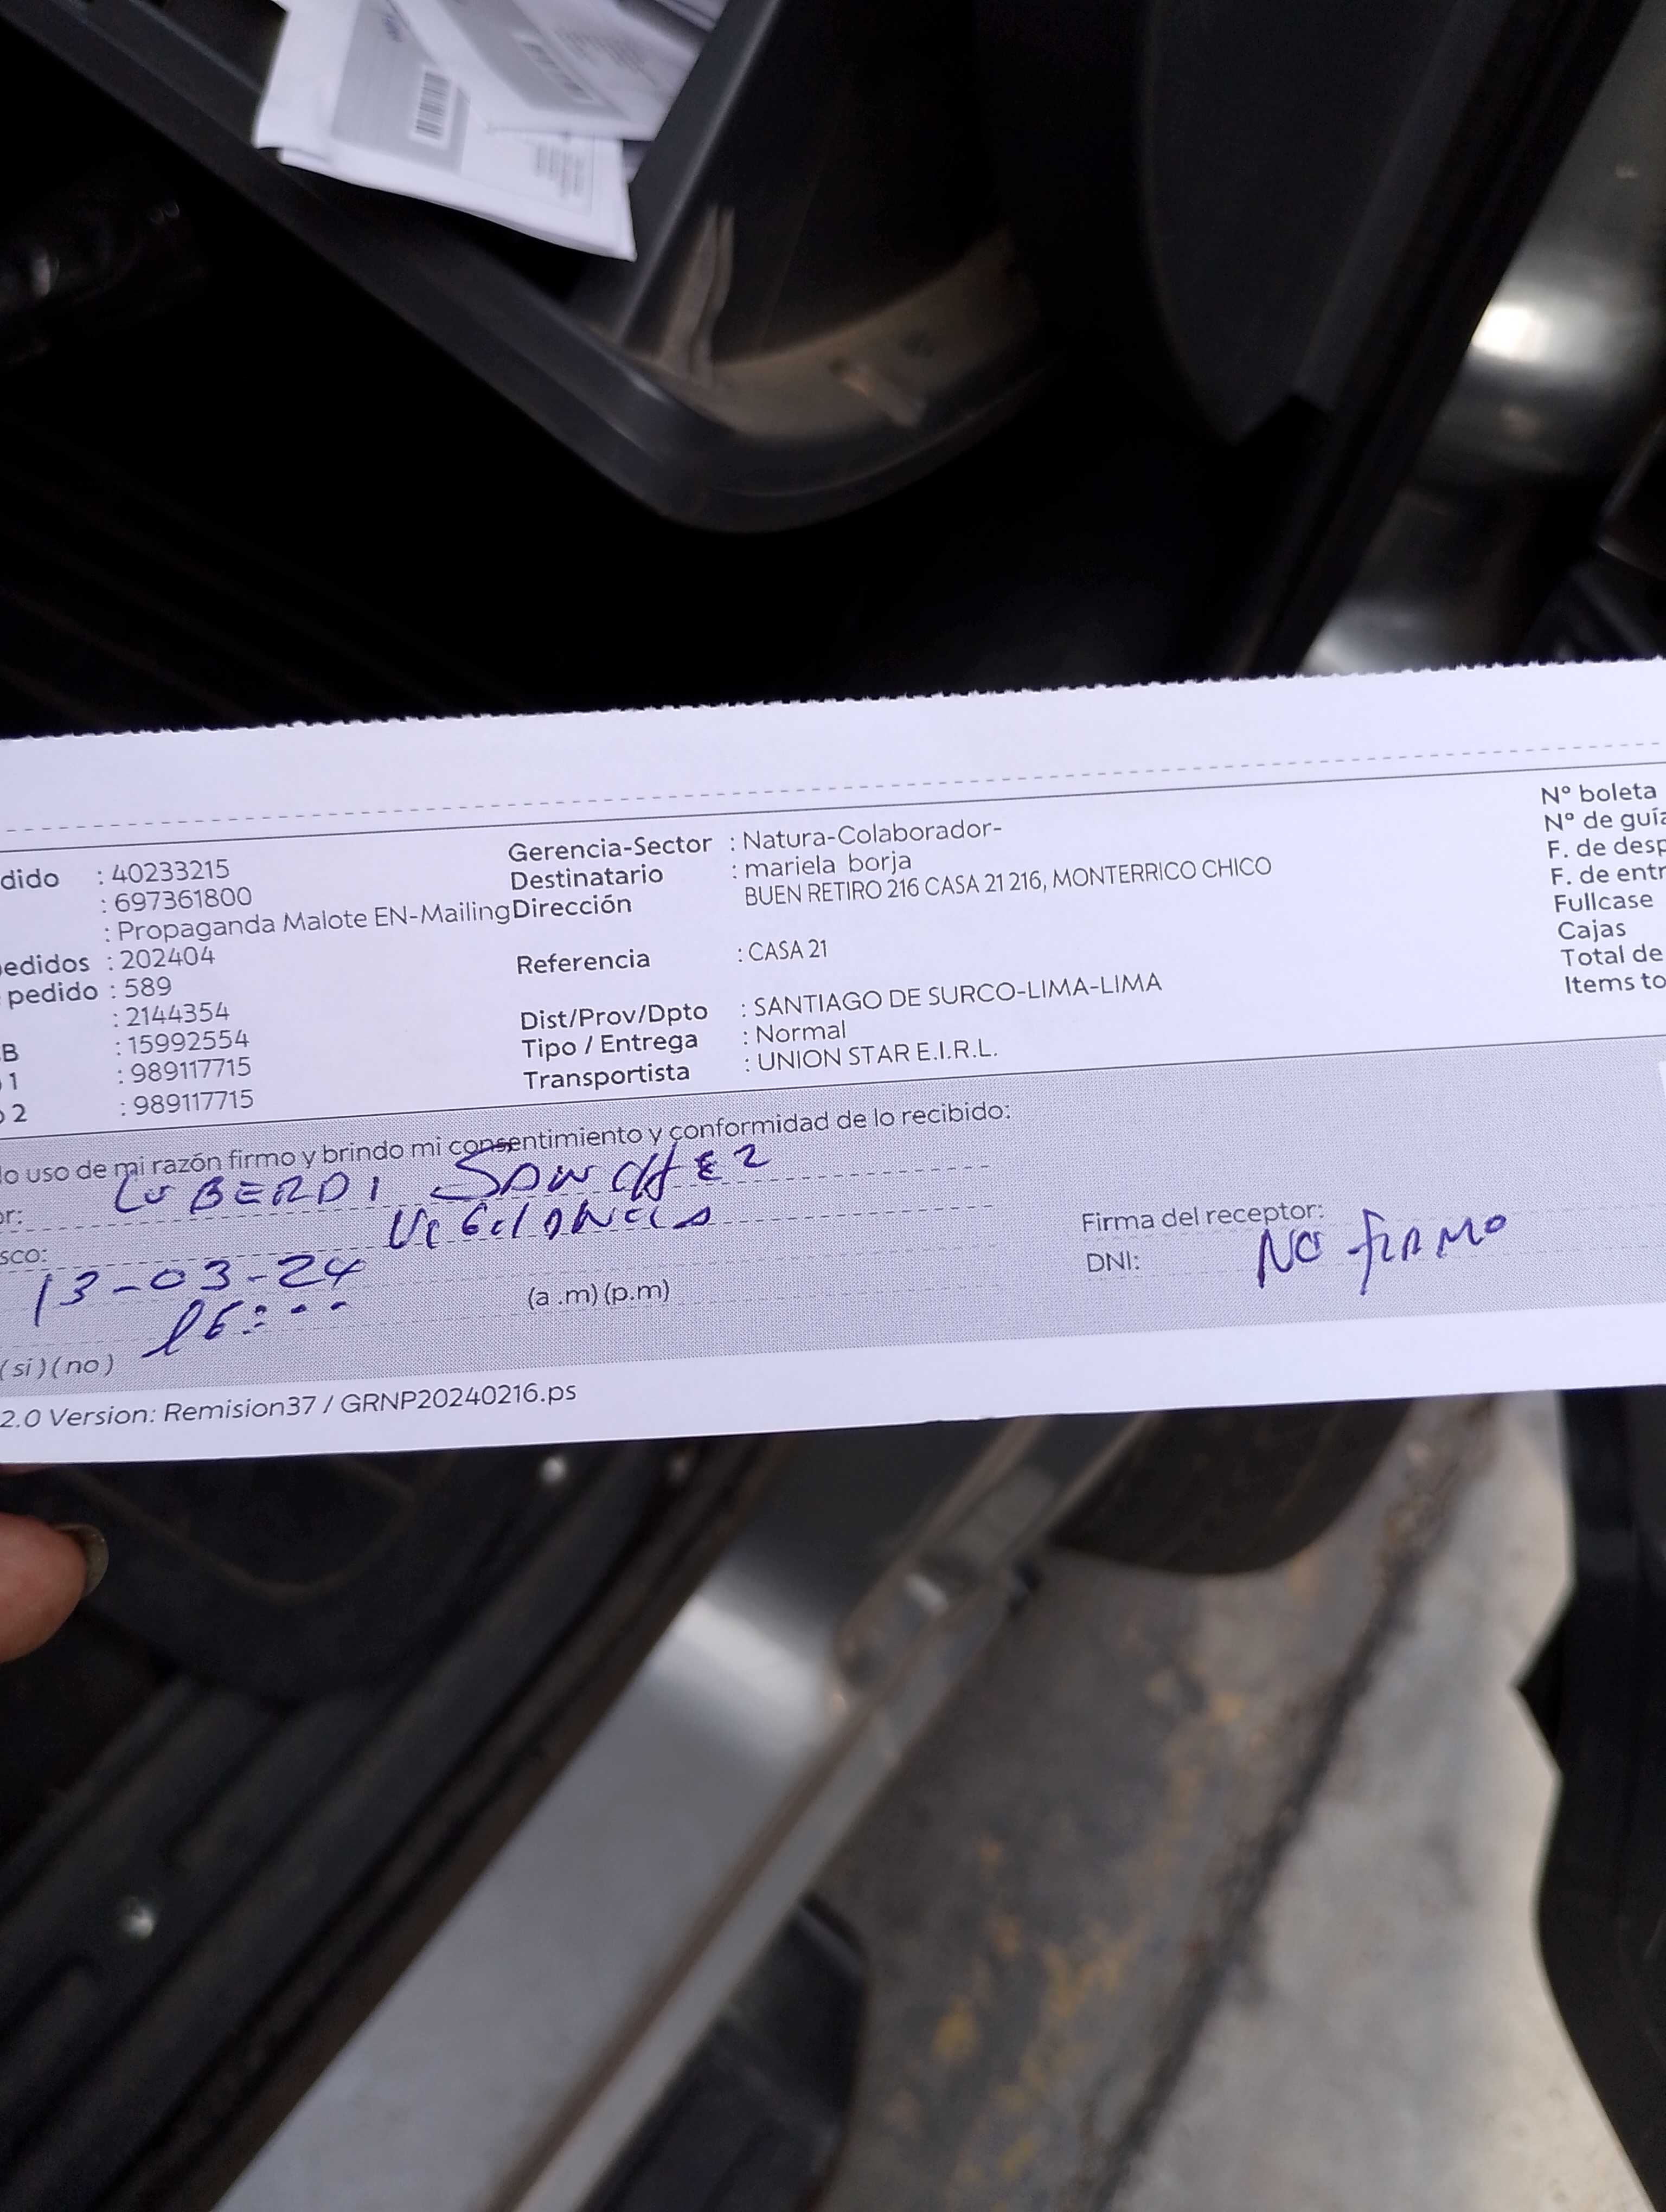 dido : 40233215
: 697361800
: Propaganda Malote EN-Mailing
edidos : 202404
pedido : 589
: 2144354
B : 15992554
1 : 989117715
o 2 : 989117715
Gerencia-Sector : Natura-Colaborador-
Destinatario : mariela borja
Dirección BUEN RETIRO 216 CASA 21 216, MONTERRICO CHICO
Referencia : CASA 21
Dist/Prov/Dpto : SANTIAGO DE SURCO-LIMA-LIMA
Tipo / Entrega : Normal
Transportista : UNION STAR E.I.R.L.
N° boleta
N° de guía
F. de desp
F. de entr
Fullcase
Cajas
Total de
Items to
lo uso de mi razón firmo y brindo mi consentimiento y conformidad de lo recibido:
or: SANCHEZ
sco:
13-03-24
(a .m) (p.m)
(si) (no)
Firma del receptor:
DNI: NO FIRMO
2.0 Version: Remision37 / GRNP20240216.ps